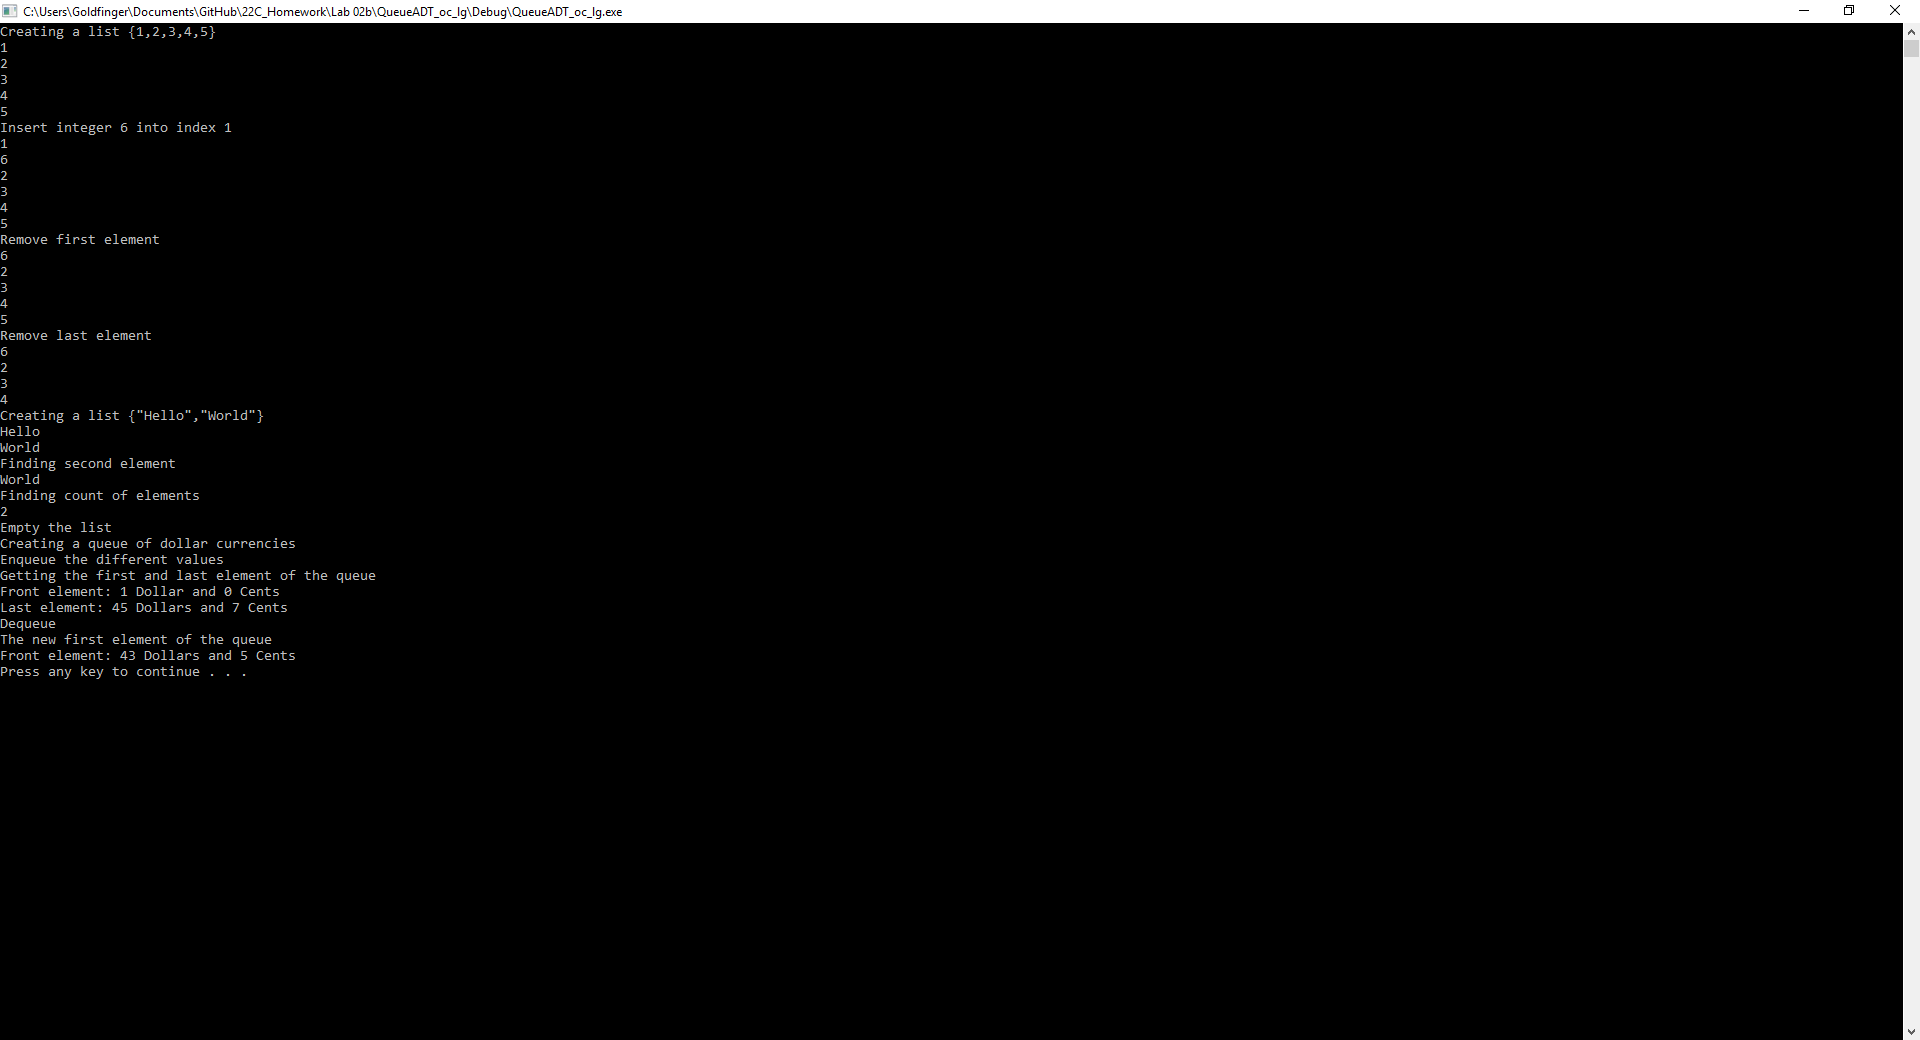 C:\Users\Goldfinger\Documents\GitHub\22C_Homework\Lab 02b\QueueADT_oc_lg\Debug\QueueADT_oc_lg.exe
Creating a list {1,2,3,4,5}
1
2
3
4
5
Insert integer 6 into index 1
1
6
2
3
4
5
Remove first element
6
2
3
4
5
Remove last element
6
2
3
4
Creating a list {"Hello","World"}
Hello
World
Finding second element
World
Finding count of elements
2
Empty the list
Creating a queue of dollar currencies
Enqueue the different values
Getting the first and last element of the queue
Front element: 1 Dollar and 0 Cents
Last element: 45 Dollars and 7 Cents
Dequeue
The new first element of the queue
Front element: 43 Dollars and 5 Cents
Press any key to continue . . .